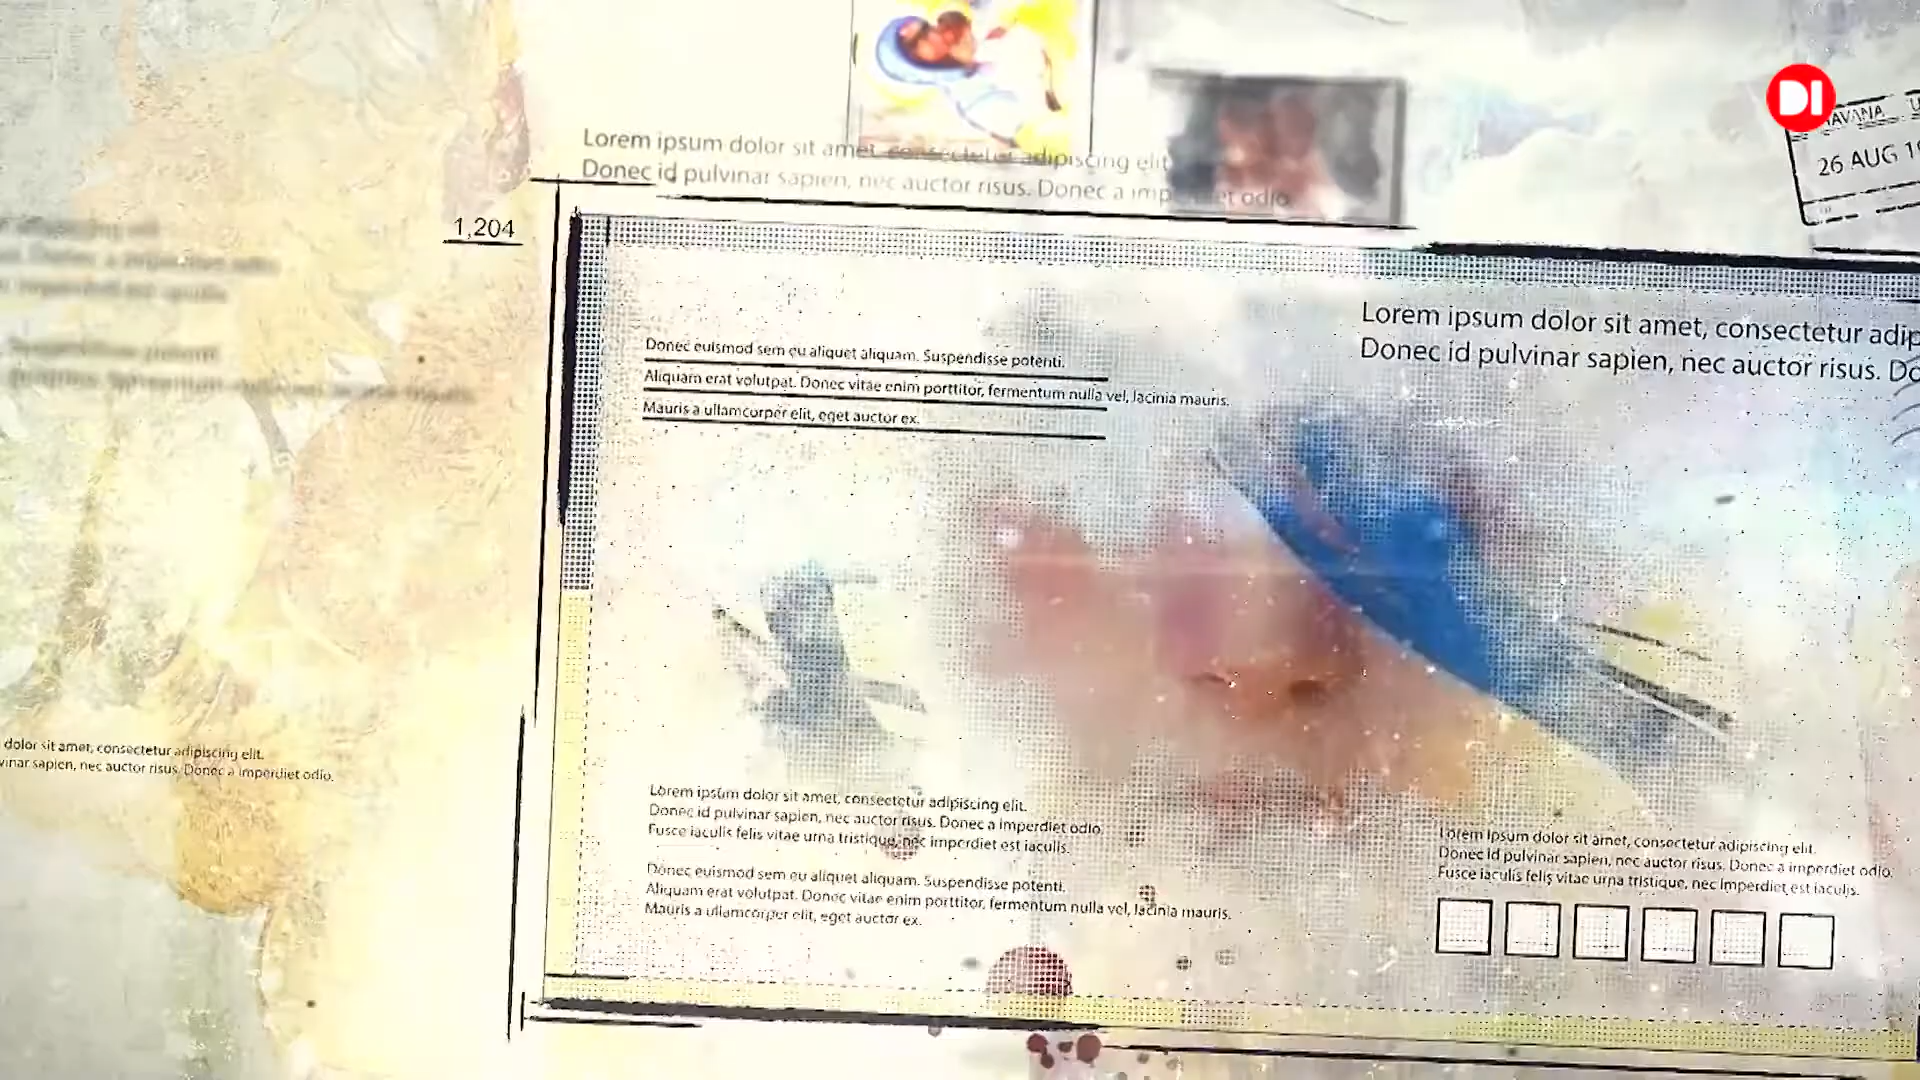 DI
AVANA
26 AUG 19
Lorem ipsum dolor sit amet, consectetur adipiscing elit
Donec id pulvinar sapien, nec auctor risus. Donec a imperdiet odio
1,204
Lorem ipsum dolor sit amet, consectetur adip
Donec id pulvinar sapien, nec auctor risus. Do
Donec euismod sem eu aliquet aliquam. Suspendisse potenti.
Aliquam erat volutpat. Donec vitae enim porttitor, fermentum nulla vel, lacinia mauris.
Mauris a ullamcorper elit, eget auctor ex.
dolor sit amet, consectetur adipiscing elit.
vinar sapien, nec auctor risus. Donec a imperdiet odio.
Lorem ipsum dolor sit amet, consectetur adipiscing elit.
Donec id pulvinar sapien, nec auctor risus. Donec a imperdiet odio.
Fusce iaculis felis vitae urna tristique, nec imperdiet est iaculis.
Donec euismod sem eu aliquet aliquam. Suspendisse potenti.
Aliquam erat volutpat. Donec vitae enim porttitor, fermentum nulla vel, lacinia mauris.
Mauris a ullamcorper elit, eget auctor ex.
Lorem ipsum dolor sit amet, consectetur adipiscing elit.
Donec id pulvinar sapien, nec auctor risus. Donec a imperdiet odio.
Fusce iaculis felis vitae urna tristique, nec imperdiet est iaculis.